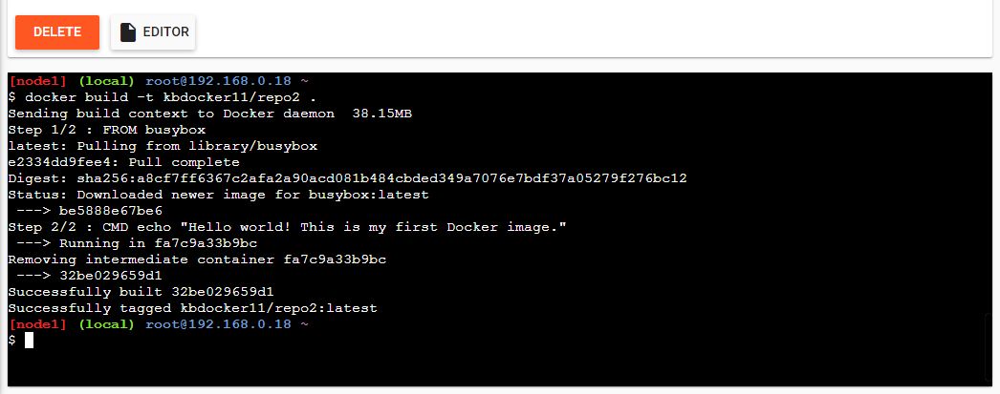 DELETE EDITOR
[node1] (local) root@192.168.0.18 ~
$ docker build -t kbdocker11/repo2 .
Sending build context to Docker daemon  38.15MB
Step 1/2 : FROM busybox
latest: Pulling from library/busybox
e2334dd9fee4: Pull complete
Digest: sha256:a8cf7ff6367c2afa2a90acd081b484cbded349a7076e7bdf37a05279f276bc12
Status: Downloaded newer image for busybox:latest
 ---> be5888e67be6
Step 2/2 : CMD echo "Hello world! This is my first Docker image."
 ---> Running in fa7c9a33b9bc
Removing intermediate container fa7c9a33b9bc
 ---> 32be029659d1
Successfully built 32be029659d1
Successfully tagged kbdocker11/repo2:latest
[node1] (local) root@192.168.0.18 ~
$